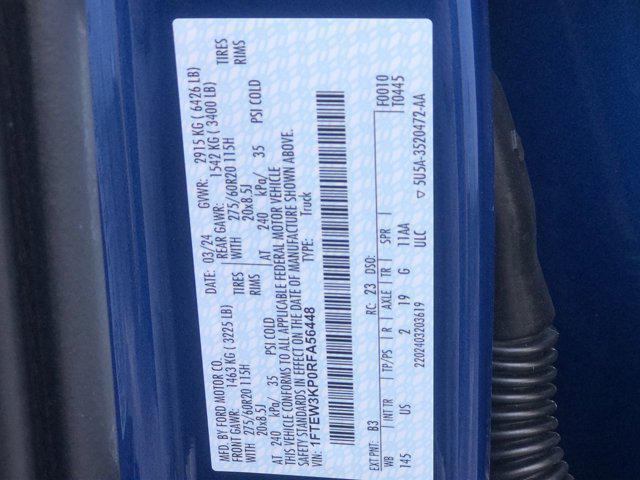 MFD. BY FORD MOTOR CO.
03/24 GVWR: 2915 KG ( 6426 LB)
FRONT GAWR: 1463 KG ( 3225 LB) REAR GAWR: 1542 KG ( 3400 LB)
WITH 275/60R20 115H TIRES WITH 275/60R20 115H TIRES
20x8.5J RIMS 20x8.5J RIMS
AT 240 kPa/ 35 PSI COLD AT 240 kPa/ 35 PSI COLD
THIS VEHICLE CONFORMS TO ALL APPLICABLE FEDERAL MOTOR VEHICLE
SAFETY STANDARDS IN EFFECT ON THE DATE OF MANUFACTURE SHOWN ABOVE.
VIN: 1FTEW3KP0RFA56448 TYPE: Truck
F0010
T0445
EXT PNT: B3 RC: 23 DSO:
WB INT TR TP/PS R AXLE TR SPR
145 US 2 19 G 11AA
2202403203619 ULC ▽ 5U5A-3520472-AA